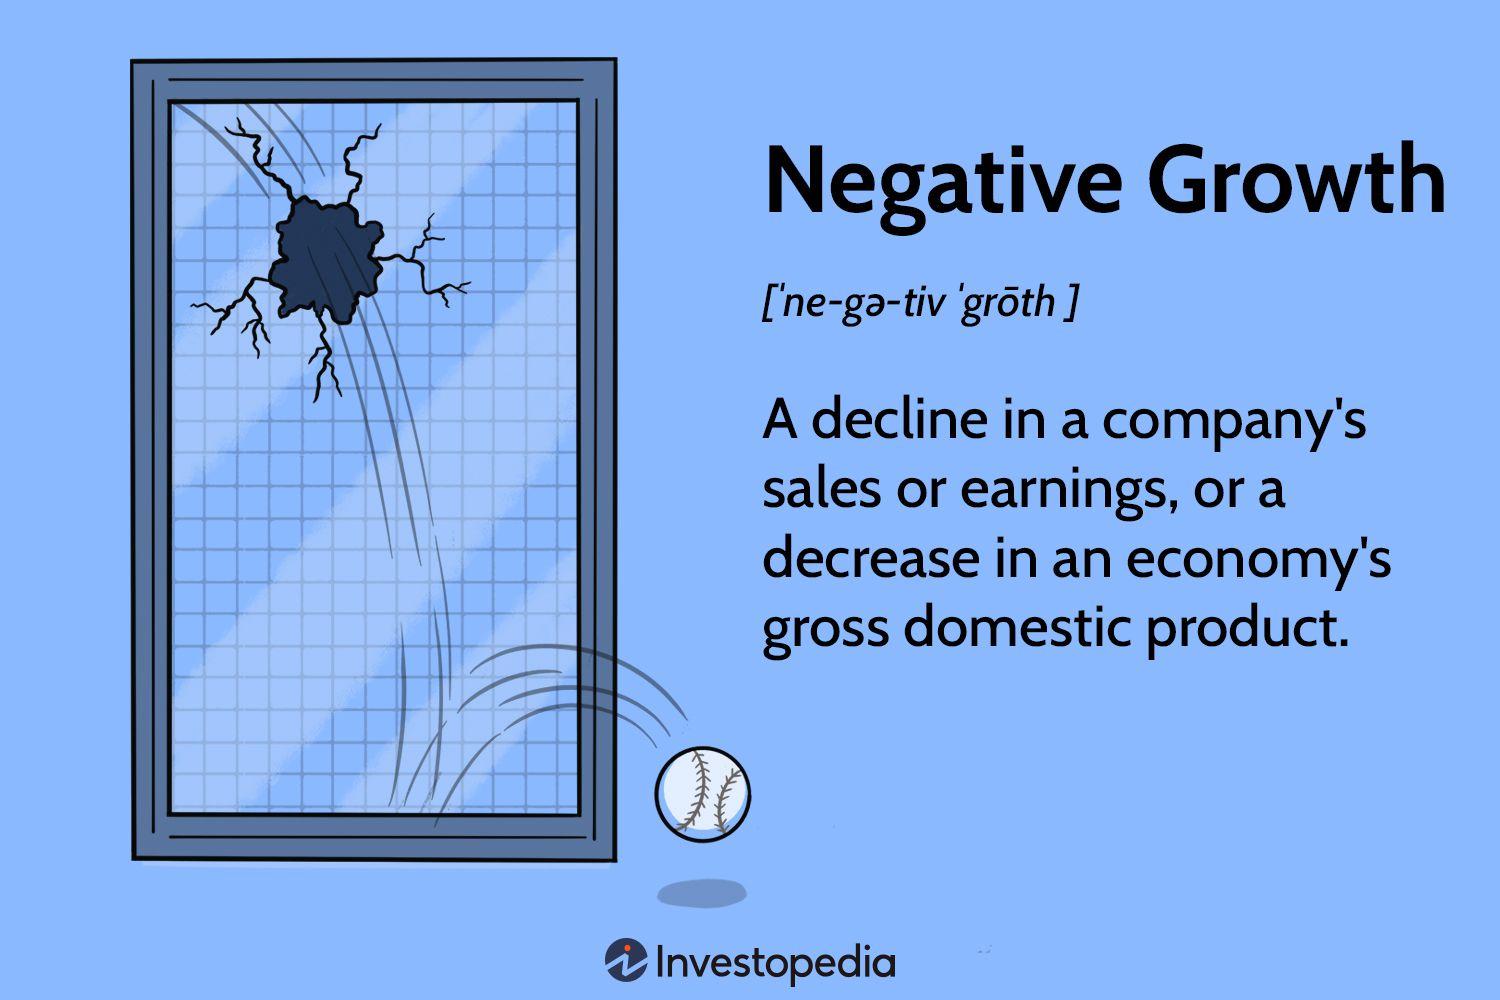 Negative Growth
[ˈne-gə-tiv ˈgrōth ]
A decline in a company's
sales or earnings, or a
decrease in an economy's
gross domestic product.
Investopedia